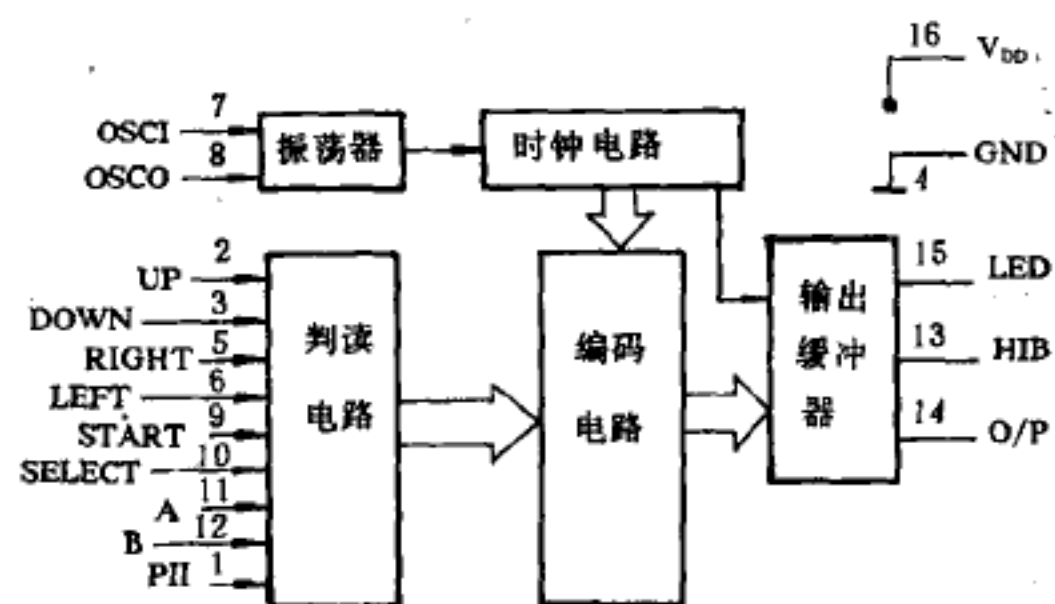 16 V_DD
7
OSCI 振荡器 时钟电路
8
OSCO
GND
4
2
UP
3
DOWN
5
RIGHT
6
LEFT
9
START
10
SELECT
11
A
12
B
1
PII
判读
电路
编码
电路
输出
缓冲
器
15 LED
13 HIB
14 O/P